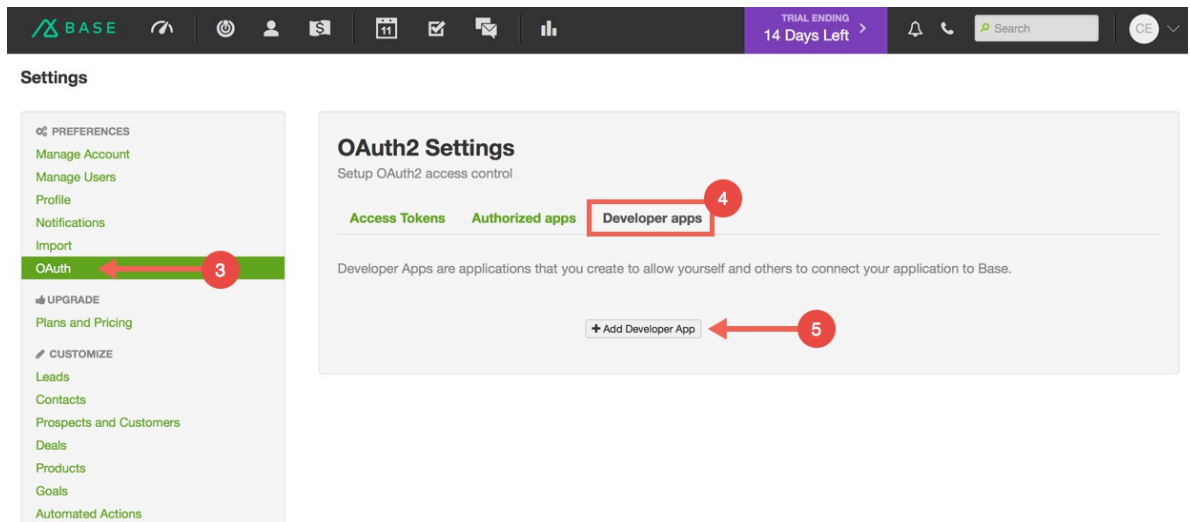 BASE
11
TRIAL ENDING
14 Days Left
Search
CE
Settings
PREFERENCES
Manage Account
Manage Users
Profile
Notifications
Import
OAuth
3
UPGRADE
Plans and Pricing
CUSTOMIZE
Leads
Contacts
Prospects and Customers
Deals
Products
Goals
Automated Actions
OAuth2 Settings
Setup OAuth2 access control
4
Access Tokens Authorized apps Developer apps
Developer Apps are applications that you create to allow yourself and others to connect your application to Base.
+ Add Developer App
5